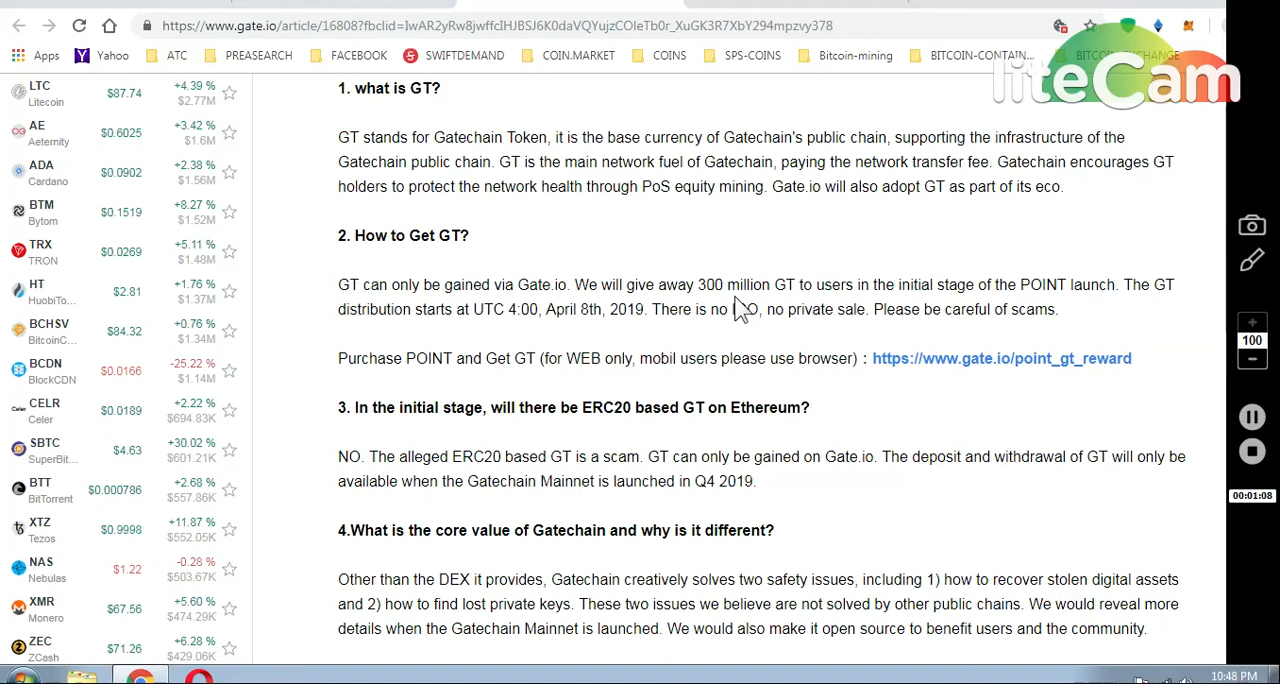 https://www.gate.io/article/16808?fbclid=IwAR2yRw8jwffcIHJBSJ6K0daVQYujzCOIeTb0r_XuGK3R7XbY294mpzvy378
Apps Yahoo ATC PREASEARCH FACEBOOK SWIFTDEMAND COIN.MARKET COINS SPS-COINS Bitcoin-mining BITCOIN-CONTAIN... BITCOIN-EXCHANGE
liteCam
LTC $87.74 +4.39 %
Litecoin $2.77M
AE $0.6025 +3.42 %
Aeternity $1.6M
ADA $0.0902 +2.38 %
Cardano $1.56M
BTM $0.1519 +8.27 %
Bytom $1.52M
TRX $0.0269 +5.11 %
TRON $1.48M
HT $2.81 +1.76 %
HuobiTo... $1.37M
BCHSV $84.32 +0.76 %
BitcoinC... $1.34M
BCDN $0.0166 -25.22 %
BlockCDN $1.14M
CELR $0.0189 +2.22 %
Celer $694.83K
SBTC $4.63 +30.02 %
SuperBit... $601.21K
BTT $0.000786 +2.68 %
BitTorrent $557.86K
XTZ $0.9998 +11.87 %
Tezos $552.05K
NAS $1.22 -0.28 %
Nebulas $503.67K
XMR $67.56 +5.60 %
Monero $474.29K
ZEC $71.26 +6.28 %
ZCash $429.06K
1. what is GT?
GT stands for Gatechain Token, it is the base currency of Gatechain's public chain, supporting the infrastructure of the
Gatechain public chain. GT is the main network fuel of Gatechain, paying the network transfer fee. Gatechain encourages GT
holders to protect the network health through PoS equity mining. Gate.io will also adopt GT as part of its eco.
2. How to Get GT?
GT can only be gained via Gate.io. We will give away 300 million GT to users in the initial stage of the POINT launch. The GT
distribution starts at UTC 4:00, April 8th, 2019. There is no , no private sale. Please be careful of scams.
Purchase POINT and Get GT (for WEB only, mobil users please use browser) : https://www.gate.io/point_gt_reward
3. In the initial stage, will there be ERC20 based GT on Ethereum?
NO. The alleged ERC20 based GT is a scam. GT can only be gained on Gate.io. The deposit and withdrawal of GT will only be
available when the Gatechain Mainnet is launched in Q4 2019.
4.What is the core value of Gatechain and why is it different?
Other than the DEX it provides, Gatechain creatively solves two safety issues, including 1) how to recover stolen digital assets
and 2) how to find lost private keys. These two issues we believe are not solved by other public chains. We would reveal more
details when the Gatechain Mainnet is launched. We would also make it open source to benefit users and the community.
100
00:01:08
10:48 PM